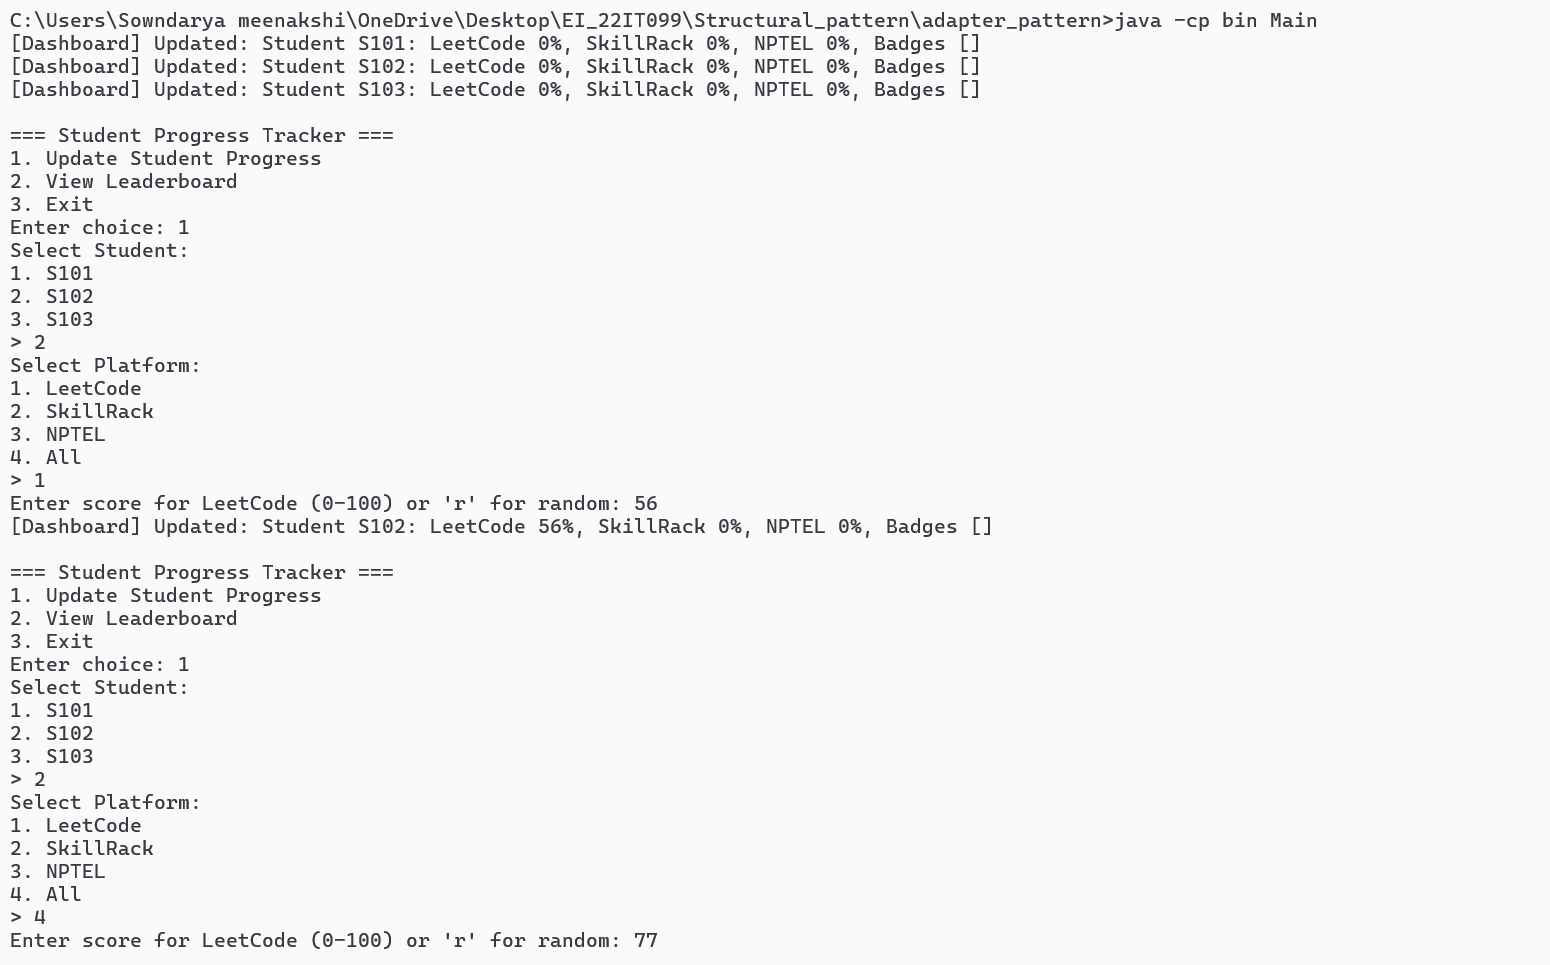 C:\Users\Sowndarya meenakshi\OneDrive\Desktop\EI_22IT099\Structural_pattern\adapter_pattern>java -cp bin Main
[Dashboard] Updated: Student S101: LeetCode 0%, SkillRack 0%, NPTEL 0%, Badges []
[Dashboard] Updated: Student S102: LeetCode 0%, SkillRack 0%, NPTEL 0%, Badges []
[Dashboard] Updated: Student S103: LeetCode 0%, SkillRack 0%, NPTEL 0%, Badges []

=== Student Progress Tracker ===
1. Update Student Progress
2. View Leaderboard
3. Exit
Enter choice: 1
Select Student:
1. S101
2. S102
3. S103
> 2
Select Platform:
1. LeetCode
2. SkillRack
3. NPTEL
4. All
> 1
Enter score for LeetCode (0-100) or 'r' for random: 56
[Dashboard] Updated: Student S102: LeetCode 56%, SkillRack 0%, NPTEL 0%, Badges []

=== Student Progress Tracker ===
1. Update Student Progress
2. View Leaderboard
3. Exit
Enter choice: 1
Select Student:
1. S101
2. S102
3. S103
> 2
Select Platform:
1. LeetCode
2. SkillRack
3. NPTEL
4. All
> 4
Enter score for LeetCode (0-100) or 'r' for random: 77